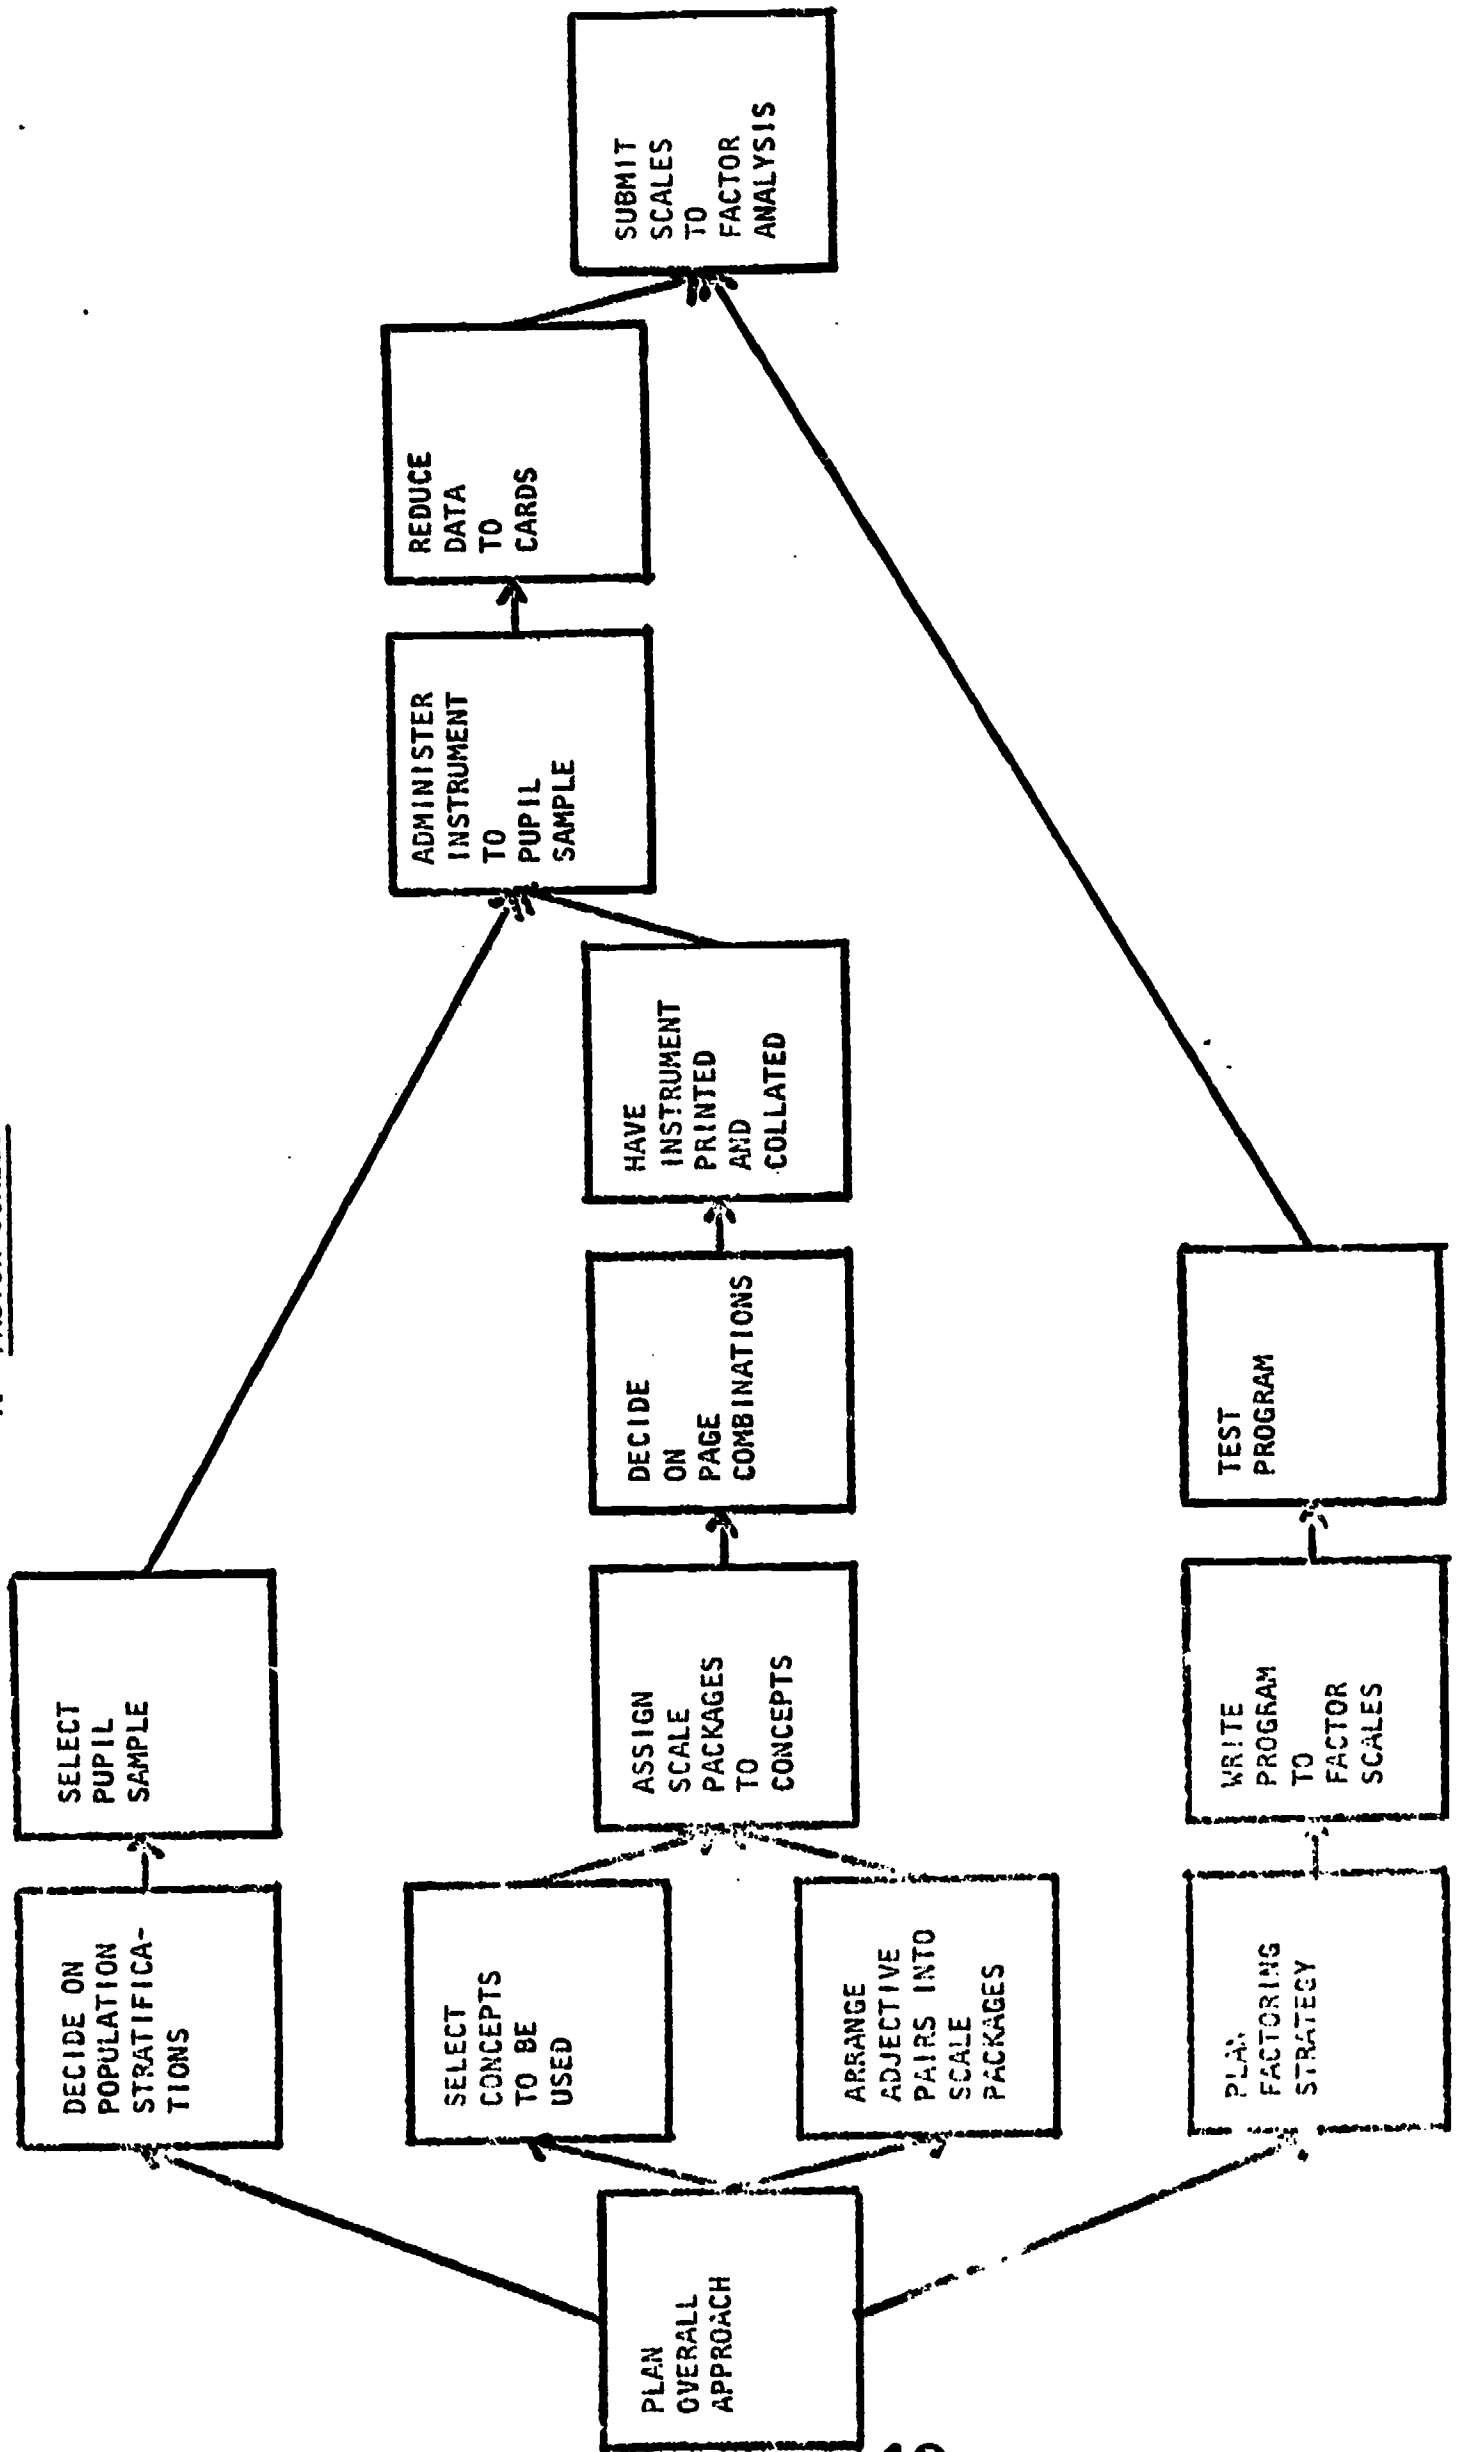 PLAN
OVERALL
APPROACH
DECIDE ON
POPULATION
STRATIFICA-
TIONS
SELECT
PUPIL
SAMPLE
SELECT
CONCEPTS
TO BE
USED
ARRANGE
ADJECTIVE
PAIRS INTO
SCALE
PACKAGES
ASSIGN
SCALE
PACKAGES
TO
CONCEPTS
DECIDE
ON
PAGE
COMBINATIONS
HAVE
INSTRUMENT
PRINTED
AND
COLLATED
ADMINISTER
INSTRUMENT
TO
PUPIL
SAMPLE
REDUCE
DATA
TO
CARDS
SUBMIT
SCALES
TO
FACTOR
ANALYSIS
PLAN
FACTORING
STRATEGY
WRITE
PROGRAM
TO
FACTOR
SCALES
TEST
PROGRAM